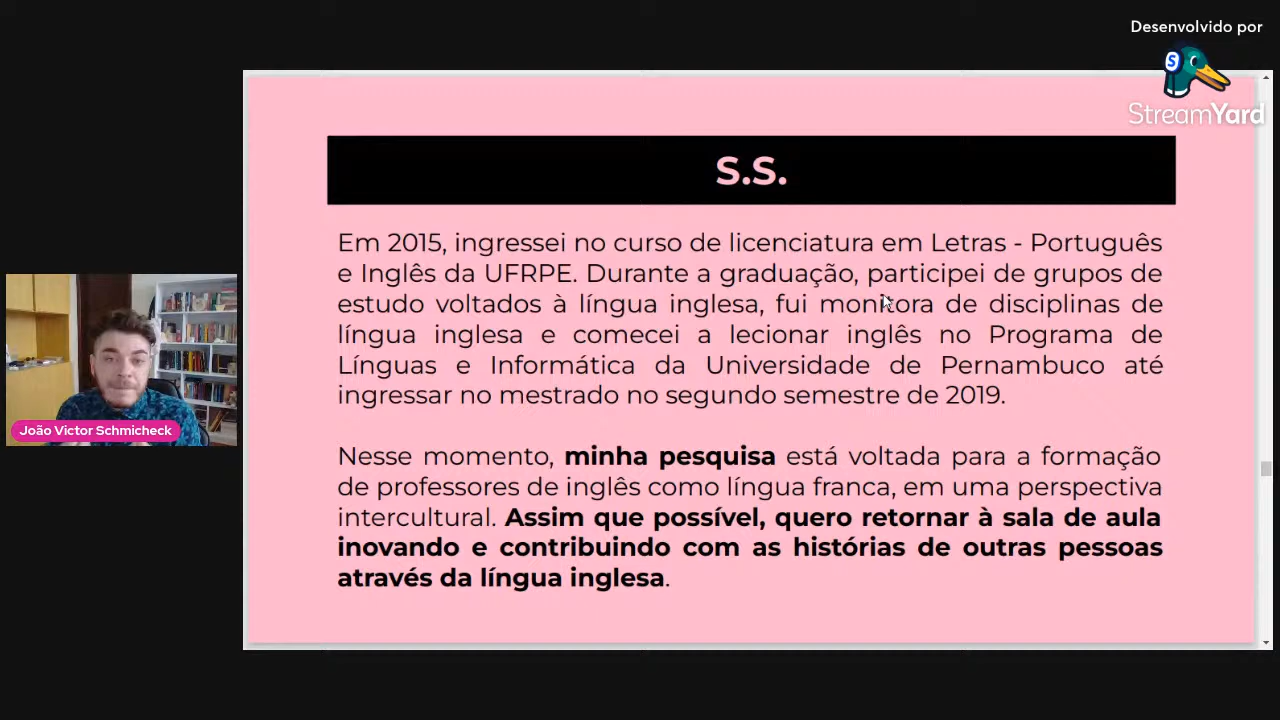 Desenvolvido por
StreamYard
S.S.
Em 2015, ingressei no curso de licenciatura em Letras - Português
e Inglês da UFRPE. Durante a graduação, participei de grupos de
estudo voltados à língua inglesa, fui monitora de disciplinas de
língua inglesa e comecei a lecionar inglês no Programa de
Línguas e Informática da Universidade de Pernambuco até
ingressar no mestrado no segundo semestre de 2019.
Nesse momento, minha pesquisa está voltada para a formação
de professores de inglês como língua franca, em uma perspectiva
intercultural. Assim que possível, quero retornar à sala de aula
inovando e contribuindo com as histórias de outras pessoas
através da língua inglesa.
João Victor Schmicheck